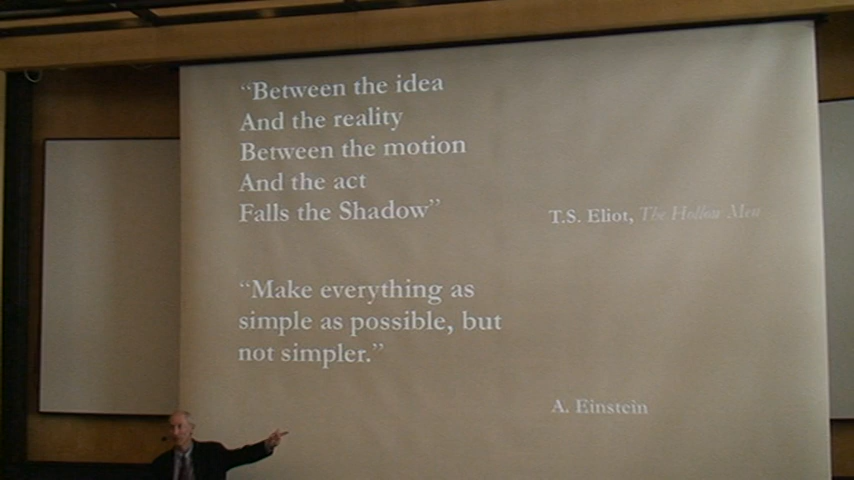 “Between the idea
And the reality
Between the motion
And the act
Falls the Shadow”
T.S. Eliot, The Hollow Men
“Make everything as
simple as possible, but
not simpler.”
A. Einstein